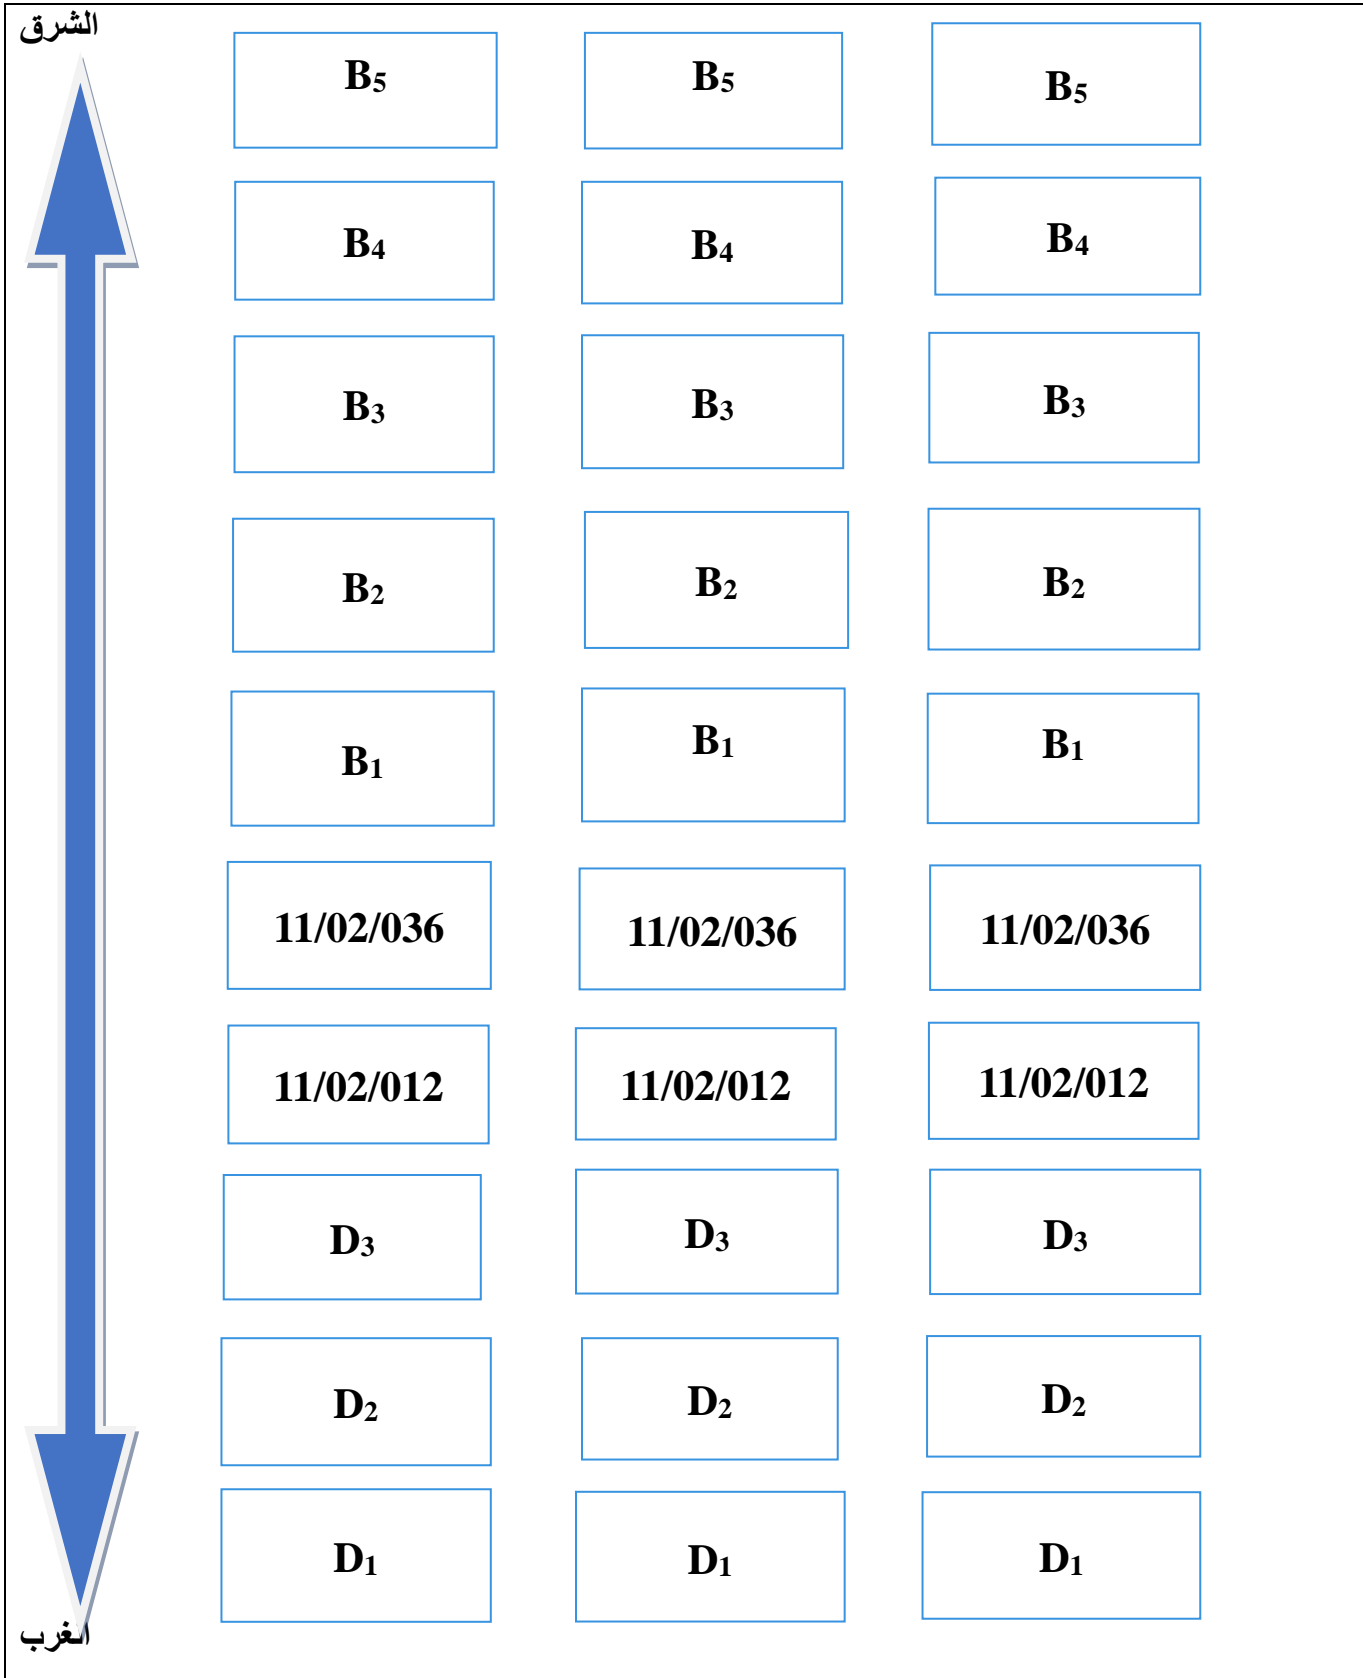 الشرق
B5 B5 B5
B4 B4 B4
B3 B3 B3
B2 B2 B2
B1 B1 B1
11/02/036 11/02/036 11/02/036
11/02/012 11/02/012 11/02/012
D3 D3 D3
D2 D2 D2
D1 D1 D1
الغرب